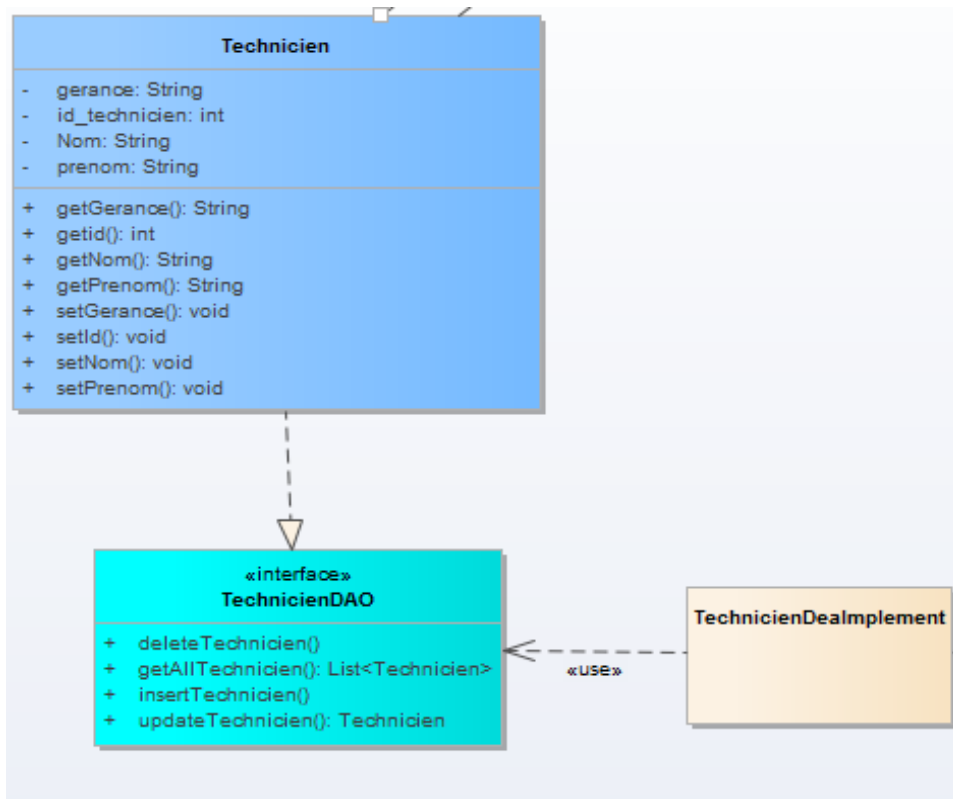 Technicien
- gerance: String
- id_technicien: int
- Nom: String
- prenom: String
+ getGerance(): String
+ getid(): int
+ getNom(): String
+ getPrenom(): String
+ setGerance(): void
+ setId(): void
+ setNom(): void
+ setPrenom(): void
«interface»
TechnicienDAO
+ deleteTechnicien()
+ getAllTechnicien(): List<Technicien>
+ insertTechnicien()
+ updateTechnicien(): Technicien
«use»
TechnicienDeaImplement